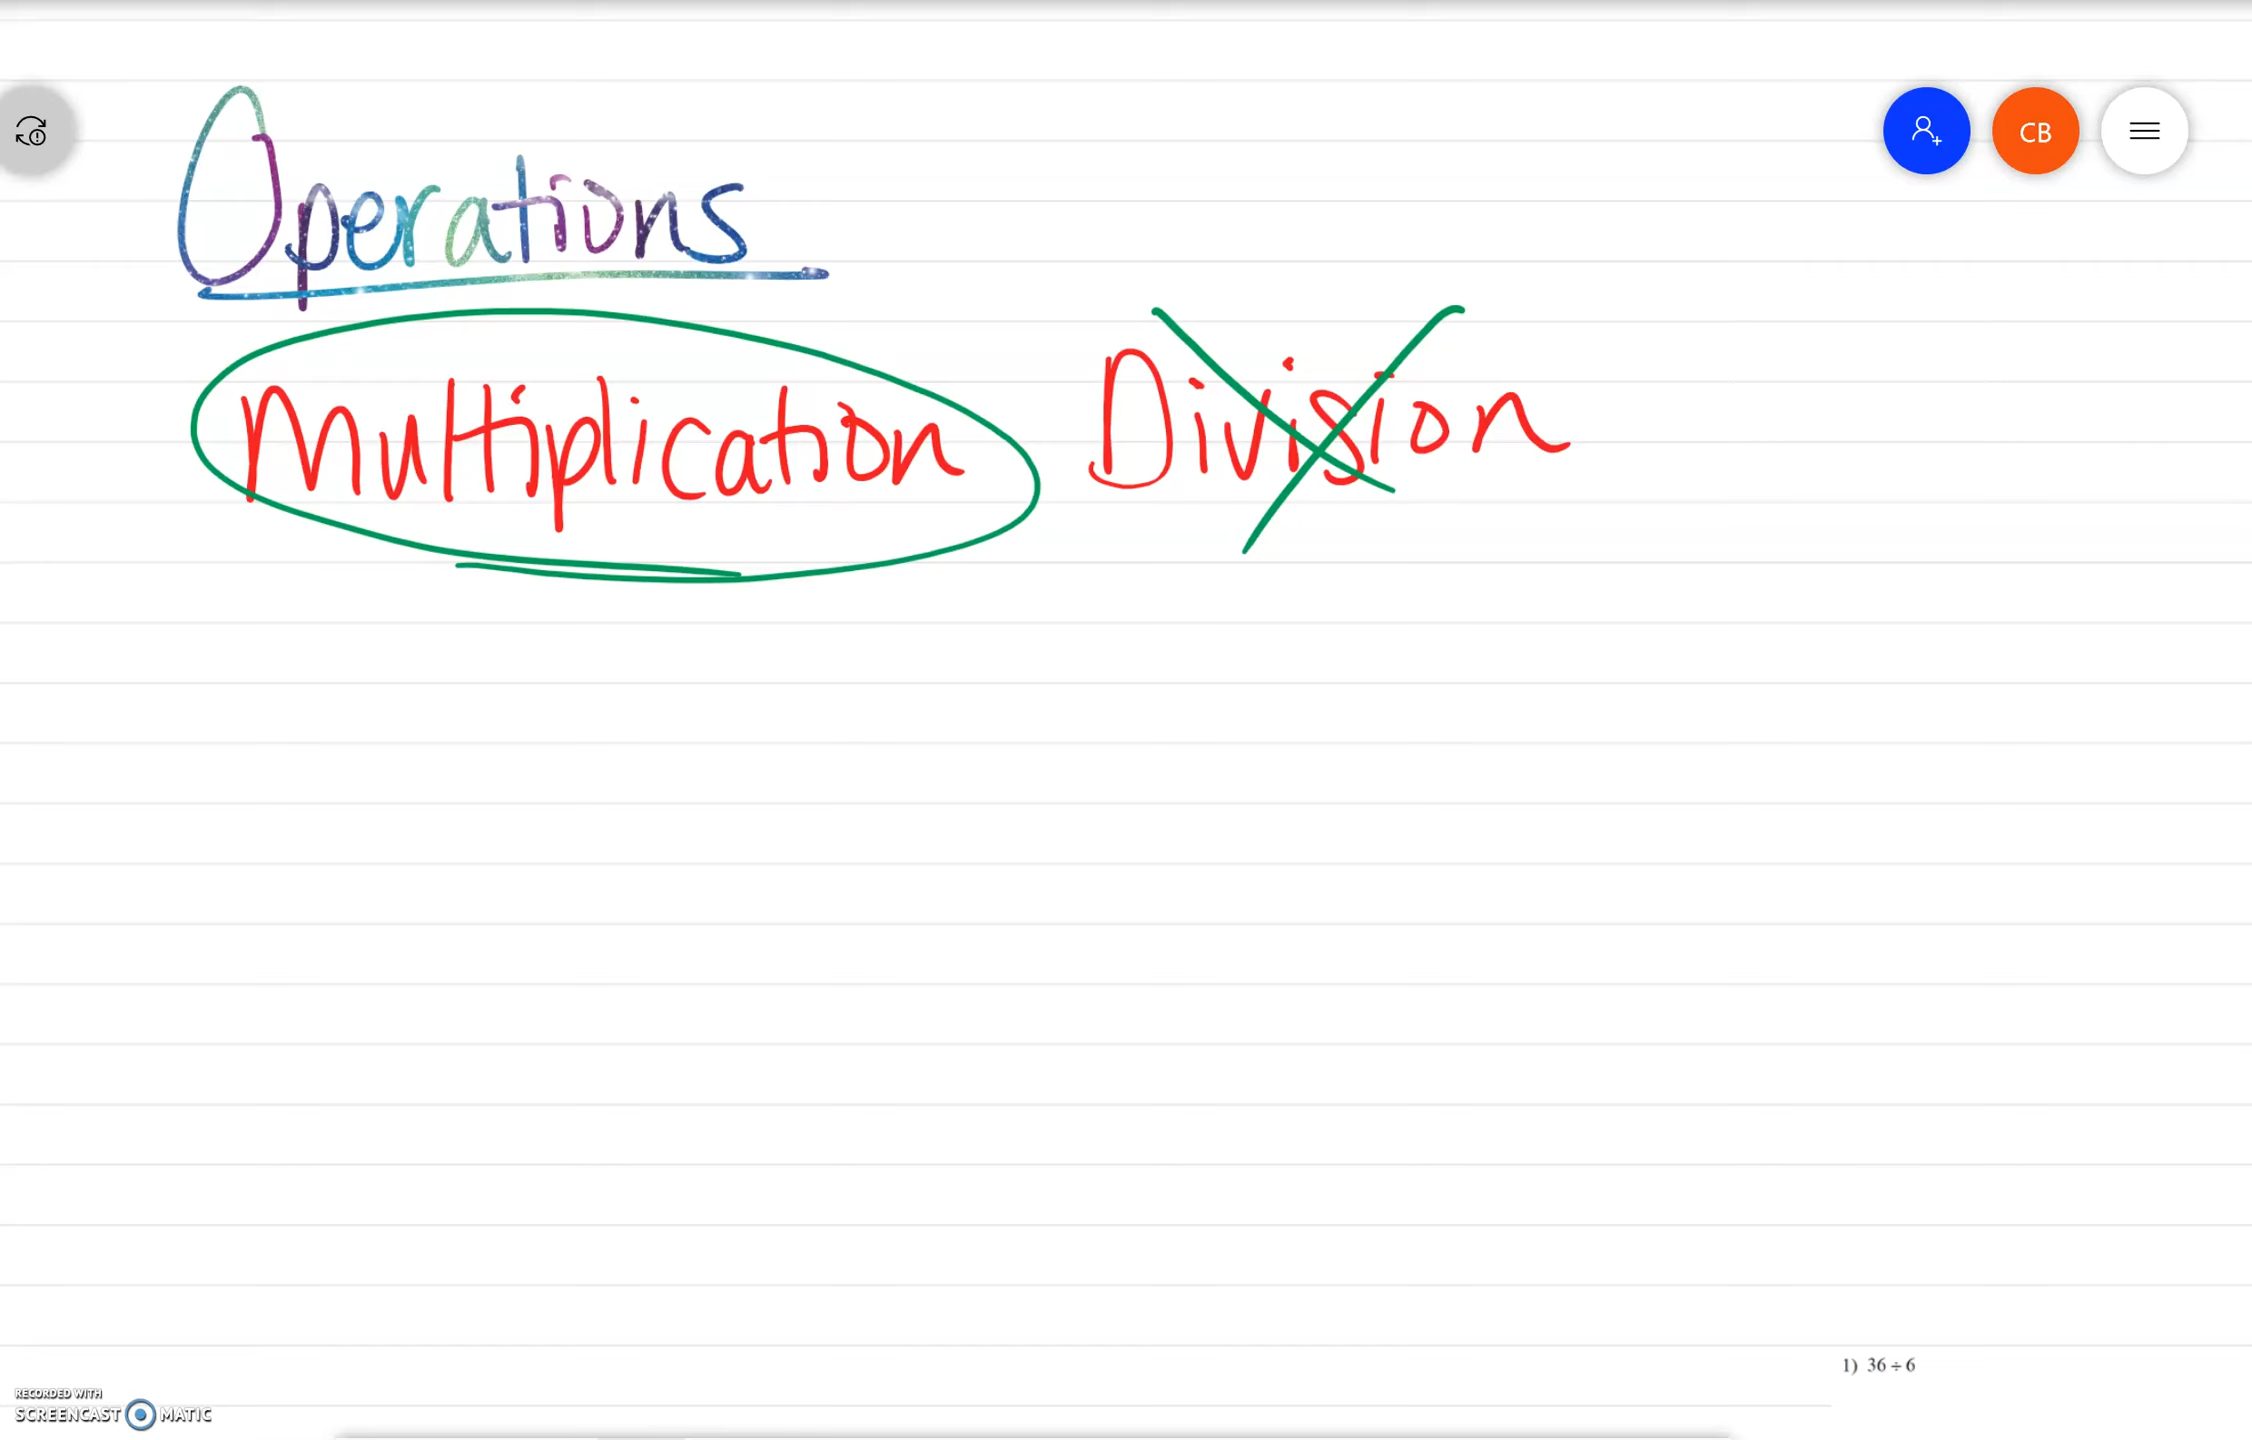 Operations
CB
Multiplication Division
1) 36 ÷ 6
RECORDED WITH
SCREENCAST MATIC